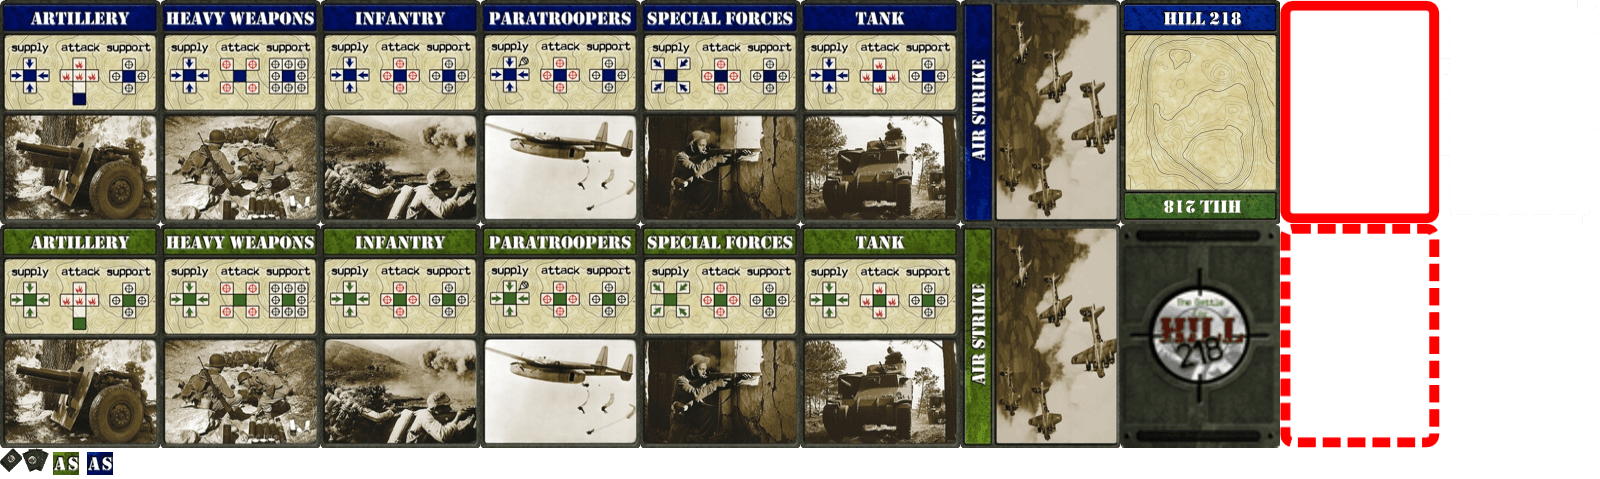 ARTILLERY HEAVY WEAPONS INFANTRY PARATROOPERS SPECIAL FORCES TANK AIR STRIKE HILL 218
supply attack support supply attack support supply attack support supply attack support supply attack support supply attack support
HILL 218
ARTILLERY HEAVY WEAPONS INFANTRY PARATROOPERS SPECIAL FORCES TANK AIR STRIKE
supply attack support supply attack support supply attack support supply attack support supply attack support supply attack support
The Battle
HILL
218
AS AS